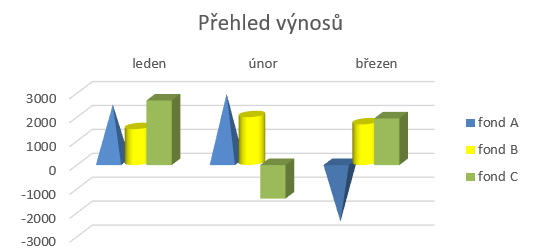 Přehled výnosů
leden
únor
březen
3000
2000
1000
0
-1000
-2000
-3000
fond A
fond B
fond C